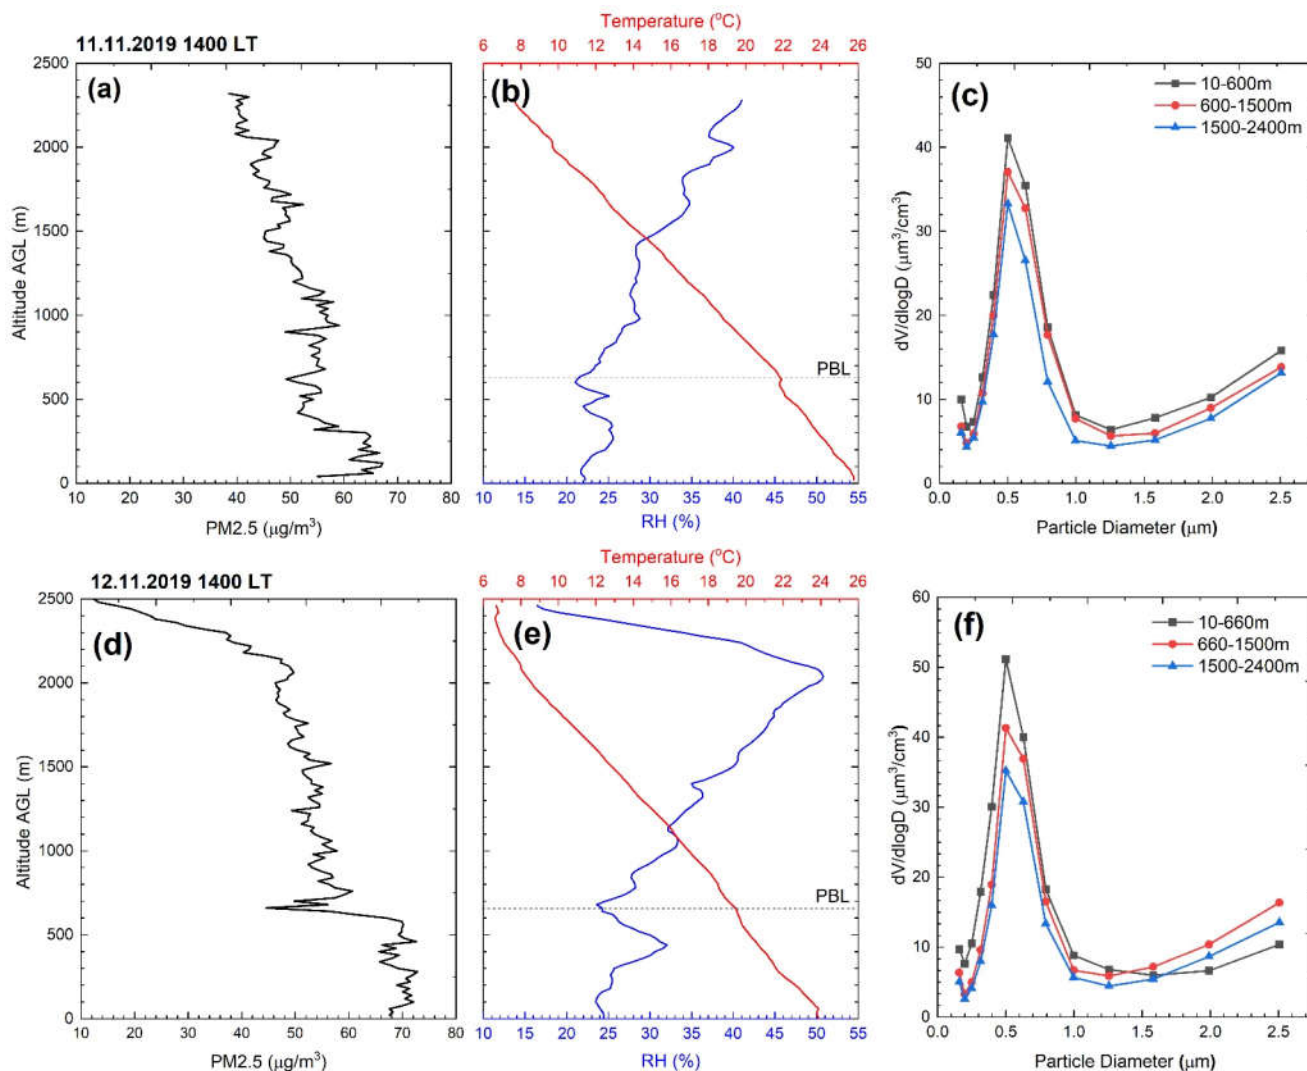 Temperature (°C)
11.11.2019 1400 LT
6 8 10 12 14 16 18 20 22 24 26
(a)
(b)
(c)
10-600m
600-1500m
1500-2400m
PBL
2500
2000
1500
1000
500
0
Altitude AGL (m)
50
40
30
20
10
0
dV/dlogD (μm³/cm³)
10 20 30 40 50 60 70 80
10 15 20 25 30 35 40 45 50 55
0.0 0.5 1.0 1.5 2.0 2.5
PM2.5 (μg/m³)
RH (%)
Particle Diameter (μm)
Temperature (°C)
12.11.2019 1400 LT
6 8 10 12 14 16 18 20 22 24 26
(d)
(e)
(f)
10-660m
660-1500m
1500-2400m
PBL
2500
2000
1500
1000
500
0
Altitude AGL (m)
60
50
40
30
20
10
0
dV/dlogD (μm³/cm³)
10 20 30 40 50 60 70 80
10 15 20 25 30 35 40 45 50 55
0.0 0.5 1.0 1.5 2.0 2.5
PM2.5 (μg/m³)
RH (%)
Particle Diameter (μm)